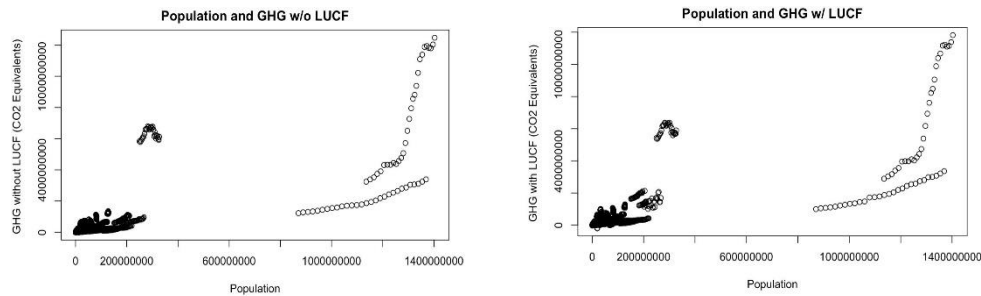 Population and GHG w/o LUCF
GHG without LUCF (CO2 Equivalents)
10000000000
4000000000
0
0
200000000
600000000
1000000000
1400000000
Population
Population and GHG w/ LUCF
GHG with LUCF (CO2 Equivalents)
10000000000
4000000000
0
0
200000000
600000000
1000000000
1400000000
Population